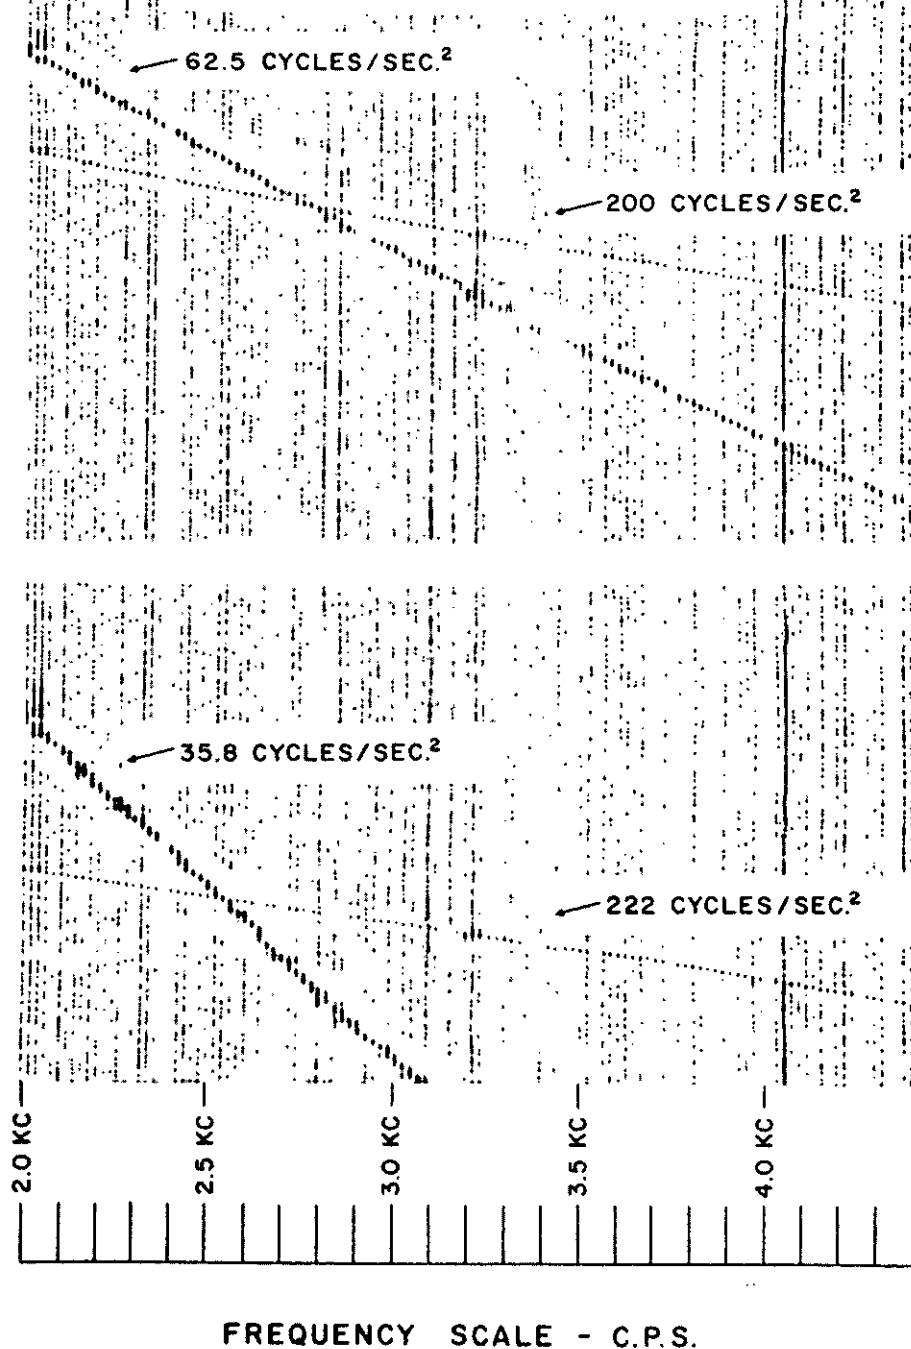 62.5 CYCLES/SEC.²
200 CYCLES/SEC.²
35.8 CYCLES/SEC.²
222 CYCLES/SEC.²
2.0 KC
2.5 KC
3.0 KC
3.5 KC
4.0 KC
FREQUENCY SCALE - C.P.S.